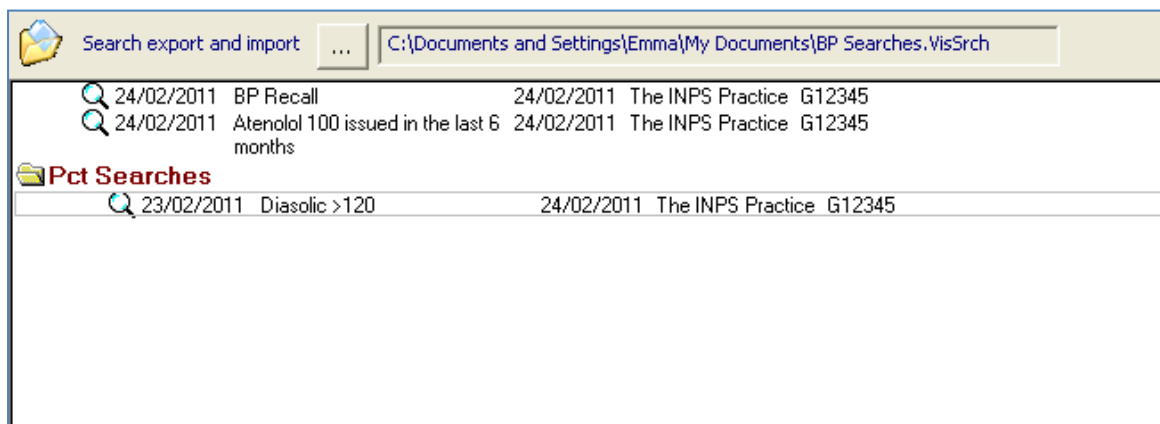 Search export and import ... C:\Documents and Settings\Emma\My Documents\BP Searches.VisSrch
24/02/2011 BP Recall 24/02/2011 The INPS Practice G12345
24/02/2011 Atenolol 100 issued in the last 6 24/02/2011 The INPS Practice G12345
months
Pct Searches
23/02/2011 Diasolic >120 24/02/2011 The INPS Practice G12345